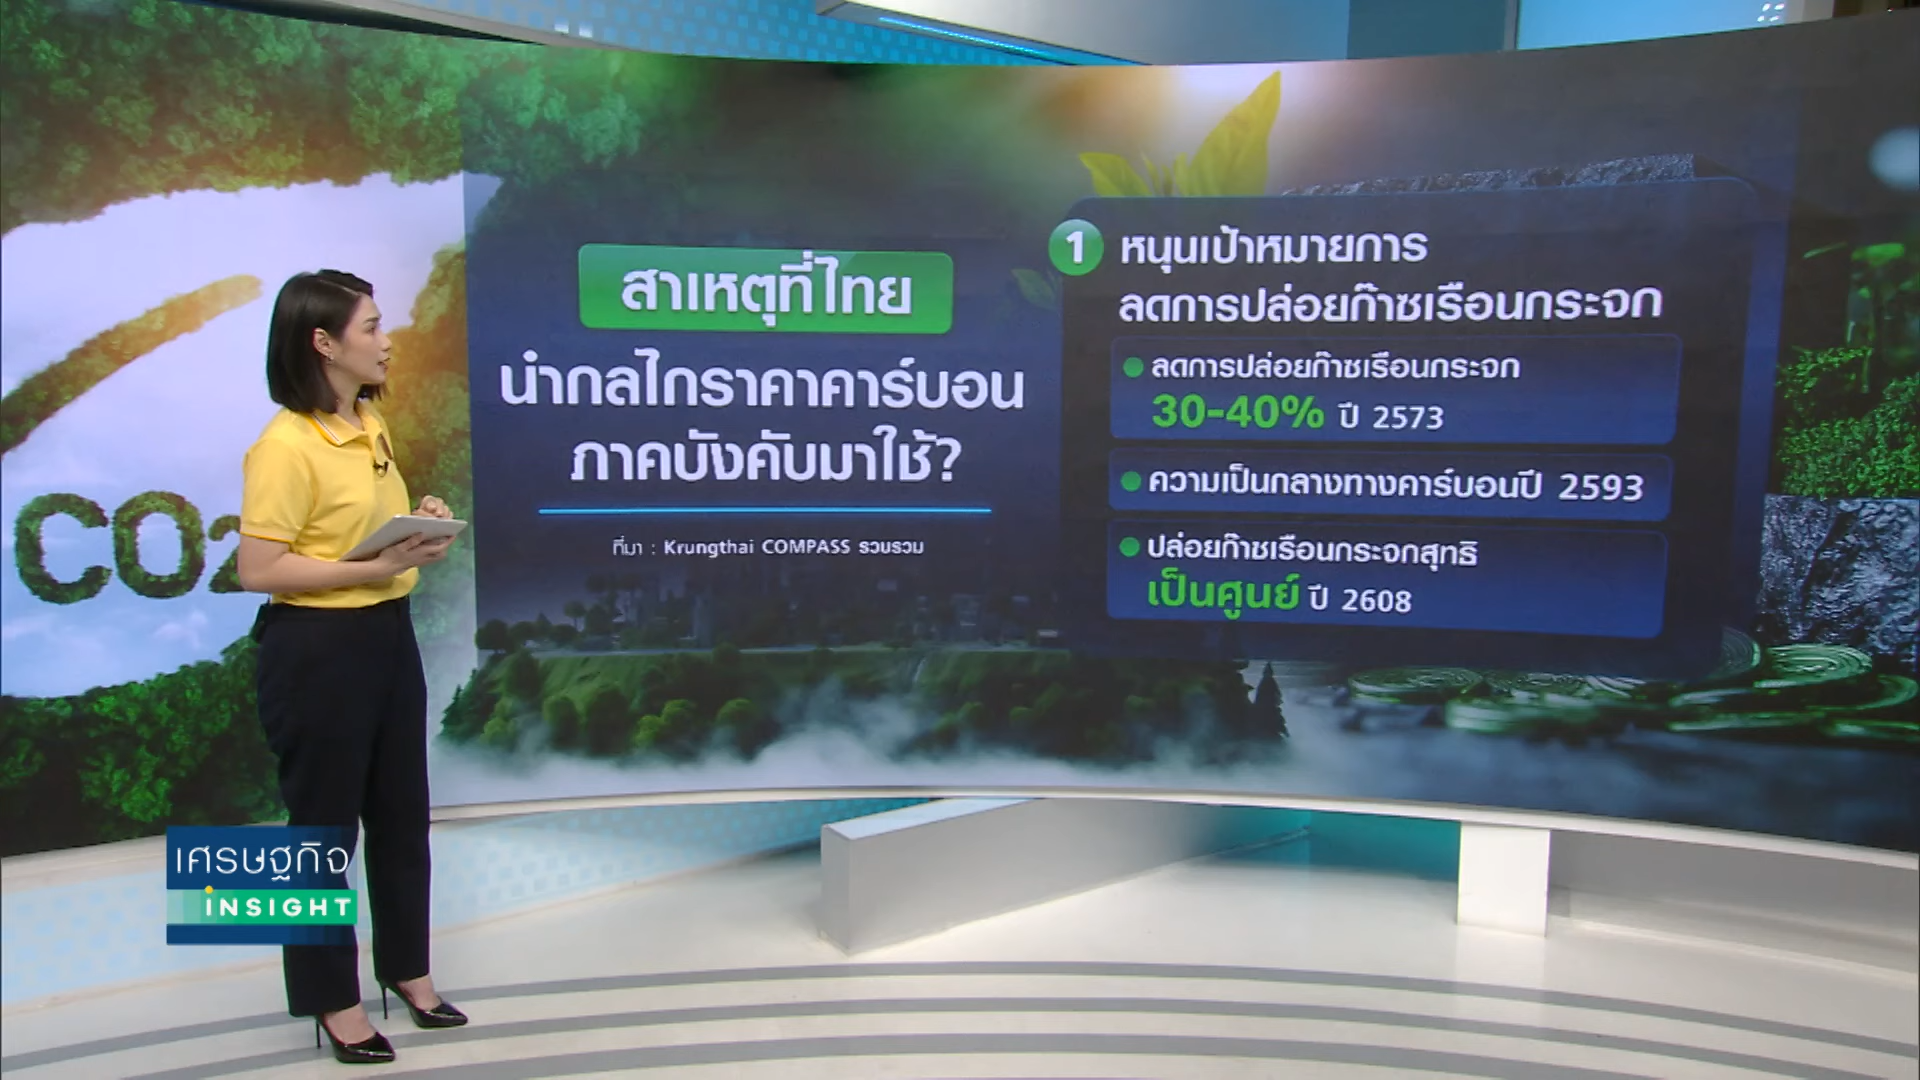 สาเหตุที่ไทย
นำกลไกราคาคาร์บอน
ภาคบังคับมาใช้?
ที่มา : Krungthai COMPASS รวบรวม
1 หนุนเป้าหมายการ
ลดการปล่อยก๊าซเรือนกระจก
ลดการปล่อยก๊าซเรือนกระจก
30-40% ปี 2573
ความเป็นกลางทางคาร์บอนปี 2593
ปล่อยก๊าซเรือนกระจกสุทธิ
เป็นศูนย์ ปี 2608
CO2
เศรษฐกิจ
INSIGHT